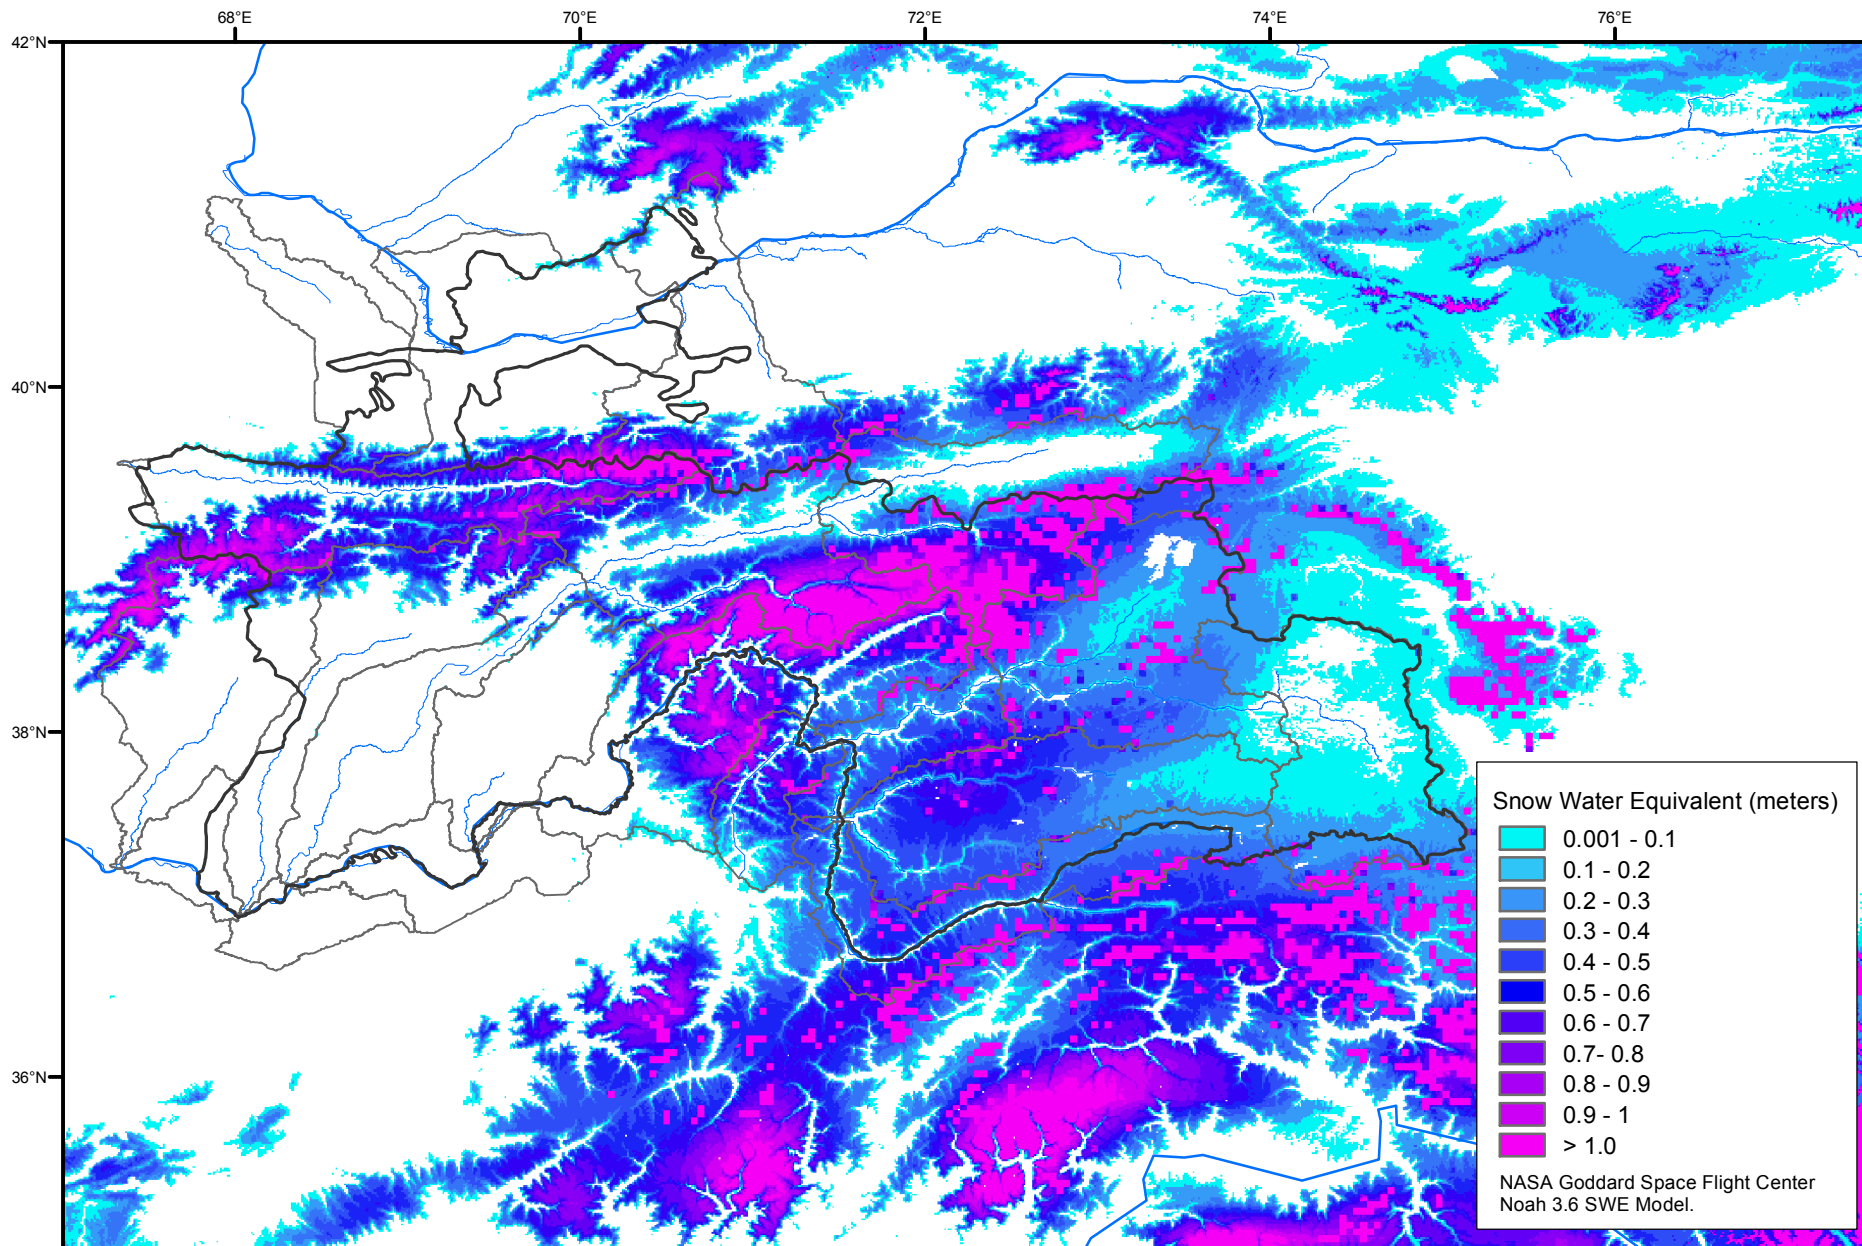 68°E 70°E 72°E 74°E 76°E
42°N
40°N
38°N
36°N
Snow Water Equivalent (meters)
0.001 - 0.1
0.1 - 0.2
0.2 - 0.3
0.3 - 0.4
0.4 - 0.5
0.5 - 0.6
0.6 - 0.7
0.7- 0.8
0.8 - 0.9
0.9 - 1
> 1.0
NASA Goddard Space Flight Center
Noah 3.6 SWE Model.